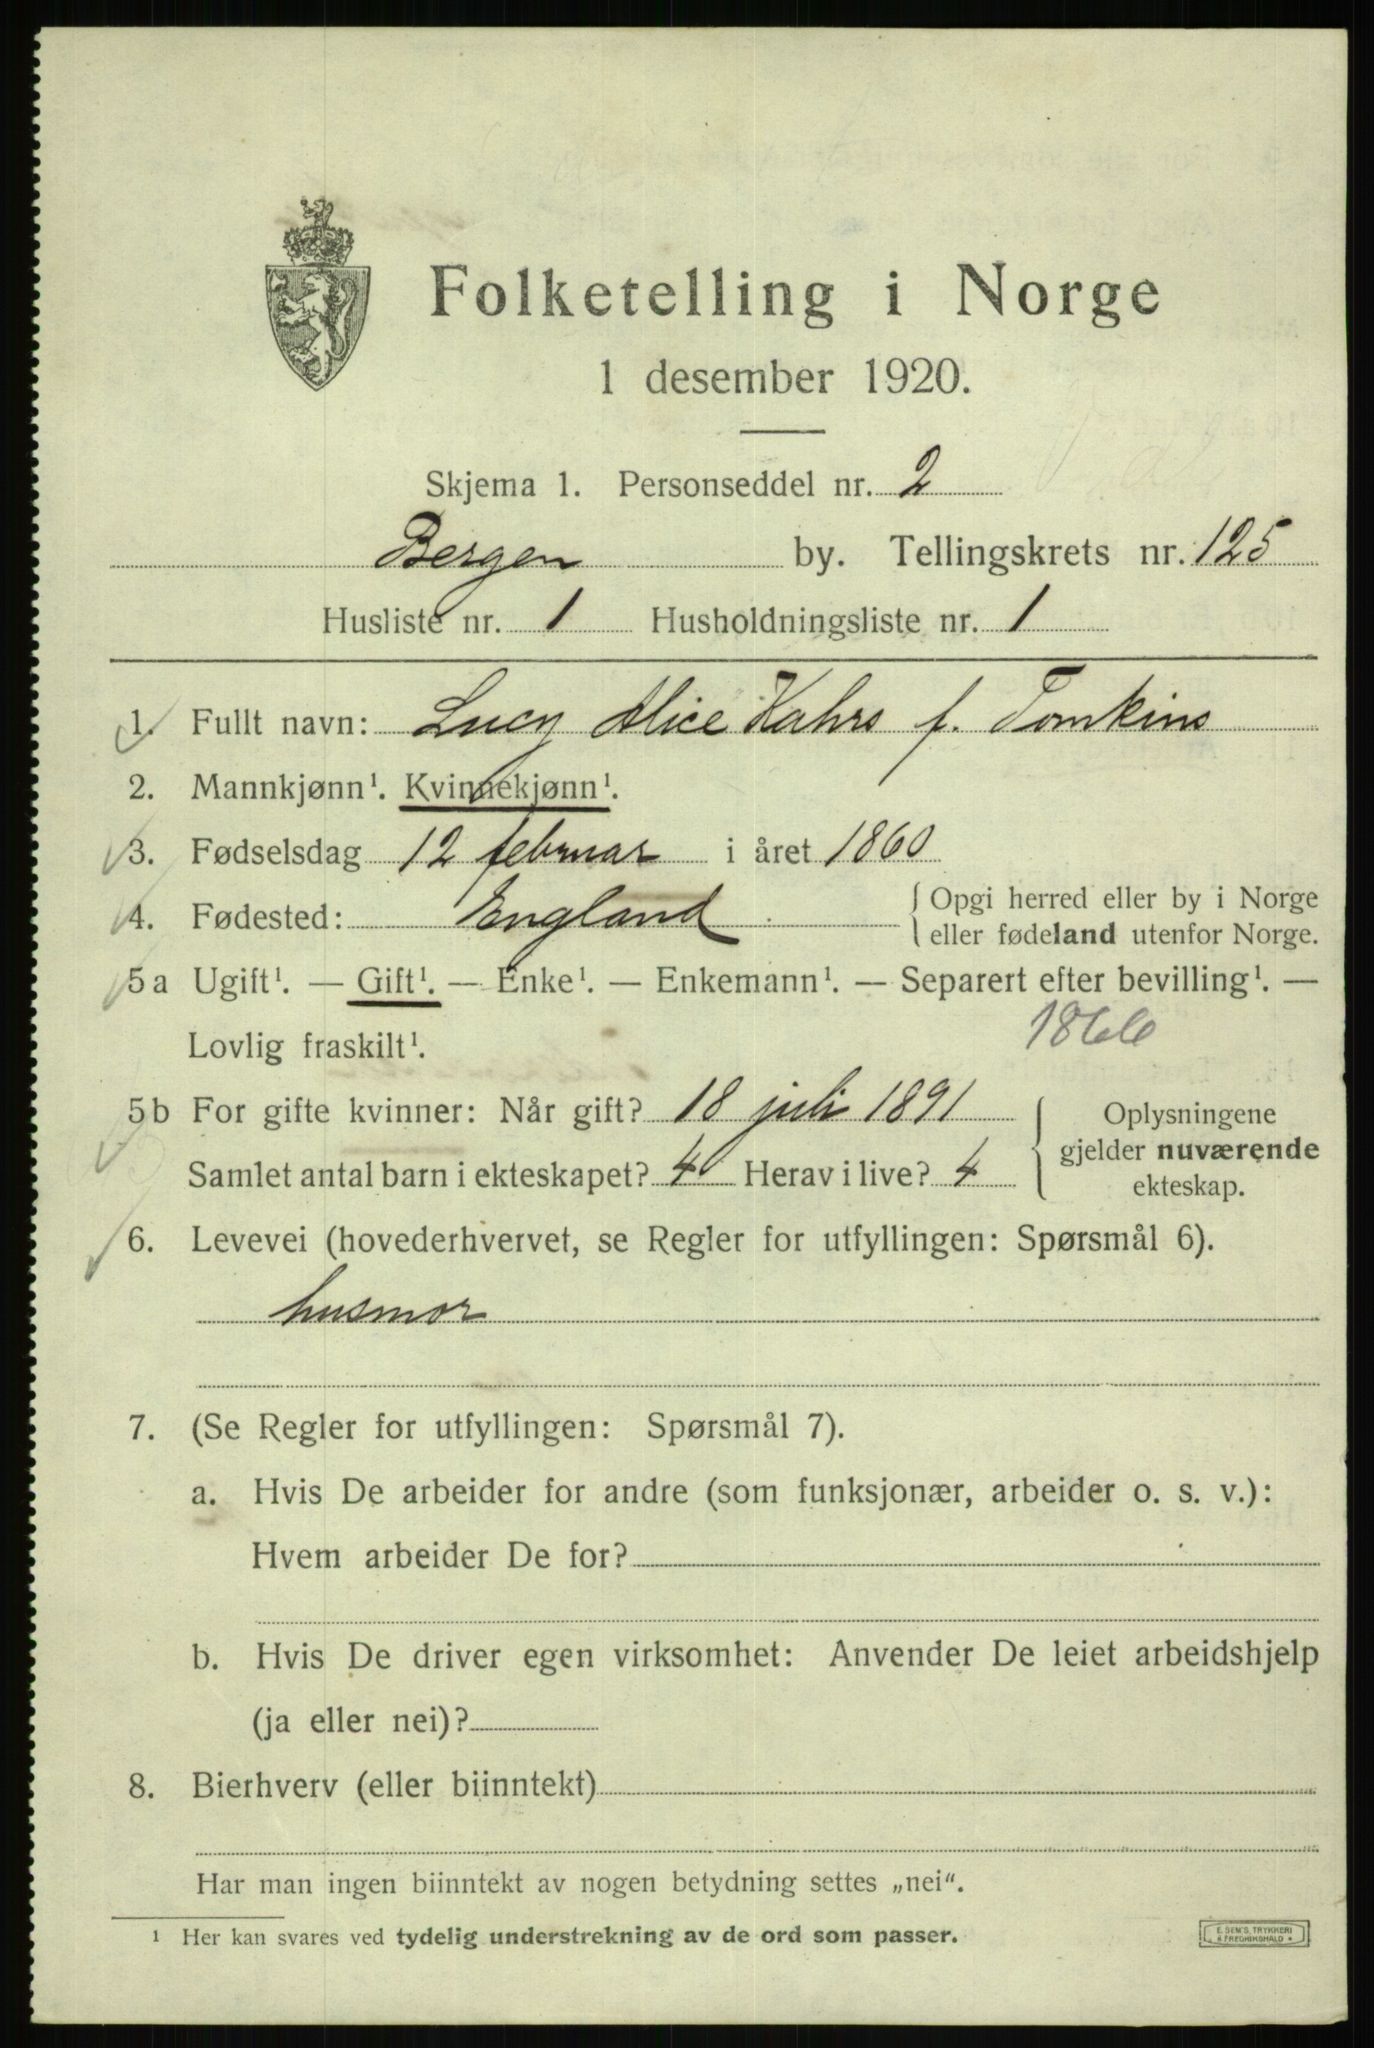 Folketelling i Norge
1 desember 1920.
Skjema 1. Personseddel nr. 2
Bergen by. Tellingskrets nr. 125
Husliste nr. 1 Husholdningsliste nr. 1
1. Fullt navn: Lucy Alice Kahrs f. Tomkins
2. Mannkjønn¹. Kvinnekjønn¹.
3. Fødselsdag 12 februar i året 1860
4. Fødested: England { Opgi herred eller by i Norge
eller fødeland utenfor Norge.
5a Ugift¹. — Gift¹. — Enke¹. — Enkemann¹. — Separert efter bevilling¹. —
Lovlig fraskilt¹. 1866
5b For gifte kvinner: Når gift? 18 juli 1891 { Oplysningene
gjelder nuværende
Samlet antal barn i ekteskapet? 4 Herav i live? 4 ekteskap.
6. Levevei (hovederhvervet, se Regler for utfyllingen: Spørsmål 6).
husmor
7. (Se Regler for utfyllingen: Spørsmål 7).
a. Hvis De arbeider for andre (som funksjonær, arbeider o. s. v.):
Hvem arbeider De for?
b. Hvis De driver egen virksomhet: Anvender De leiet arbeidshjelp
(ja eller nei)?
8. Bierhverv (eller biinntekt)
Har man ingen biinntekt av nogen betydning settes „nei“.
¹ Her kan svares ved tydelig understrekning av de ord som passer.
E. SEM'S TRYKKERI
FREDRIKSHALD